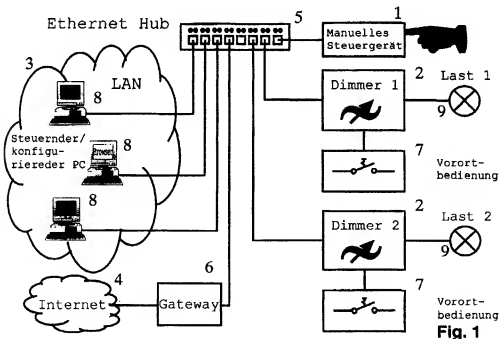 Ethernet Hub
5
1
Manuelles
Steuergerät
3
LAN
8
Steuernder/
konfigu-
riereder PC
8
8
2
Last 1
Dimmer 1
9
7
Vorort-
bedienung
2
Last 2
Dimmer 2
9
7
Vorort-
bedienung
4
Internet
6
Gateway
Fig. 1